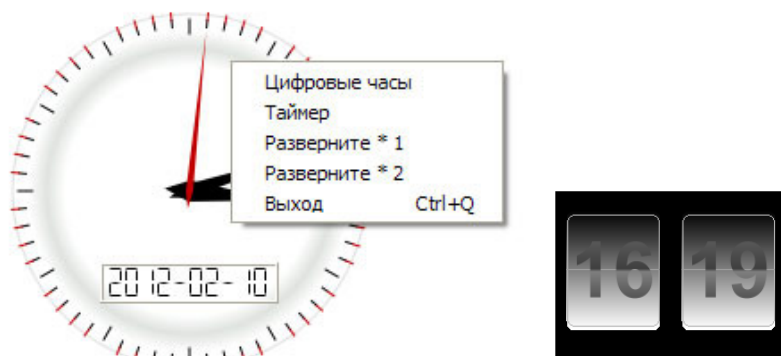 Цифровые часы
Таймер
Разверните * 1
Разверните * 2
Выход Ctrl+Q
2012-02-10
16 19